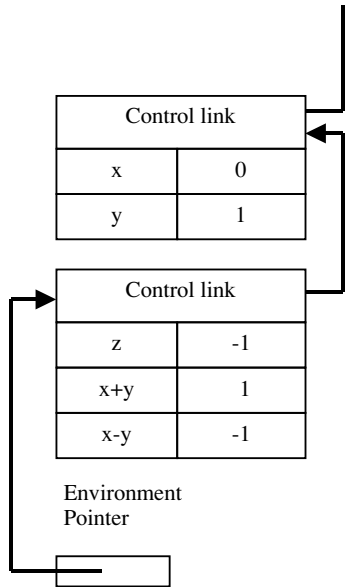 Control link
x 0
y 1
Control link
z -1
x+y 1
x-y -1
Environment
Pointer